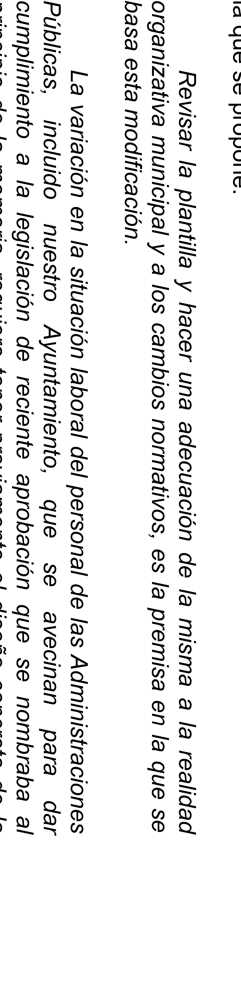 la que se propone.
Revisar la plantilla y hacer una adecuación de la misma a la realidad
organizativa municipal y a los cambios normativos, es la premisa en la que se
basa esta modificación.
La variación en la situación laboral del personal de las Administraciones
Públicas, incluido nuestro Ayuntamiento, que se avecinan para dar
cumplimiento a la legislación de reciente aprobación que se nombraba al
principio de la memoria requiere tener previamente el diseño concreto de la